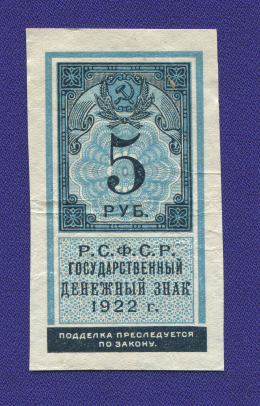 5
РУБ.
Р.С.Ф.С.Р.
ГОСУДАРСТВЕННЫЙ
ДЕНЕЖНЫЙ ЗНАК
1922 г.
ПОДДЕЛКА ПРЕСЛЕДУЕТСЯ
ПО ЗАКОНУ.